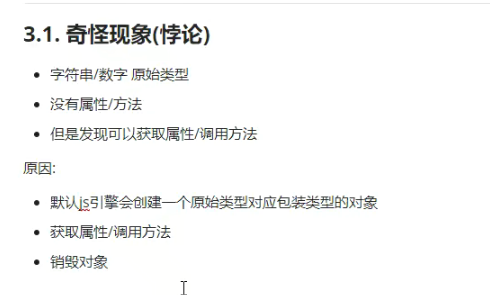 3.1. 奇怪现象(悖论)
字符串/数字 原始类型
没有属性/方法
但是发现可以获取属性/调用方法
原因:
默认js引擎会创建一个原始类型对应包装类型的对象
获取属性/调用方法
销毁对象